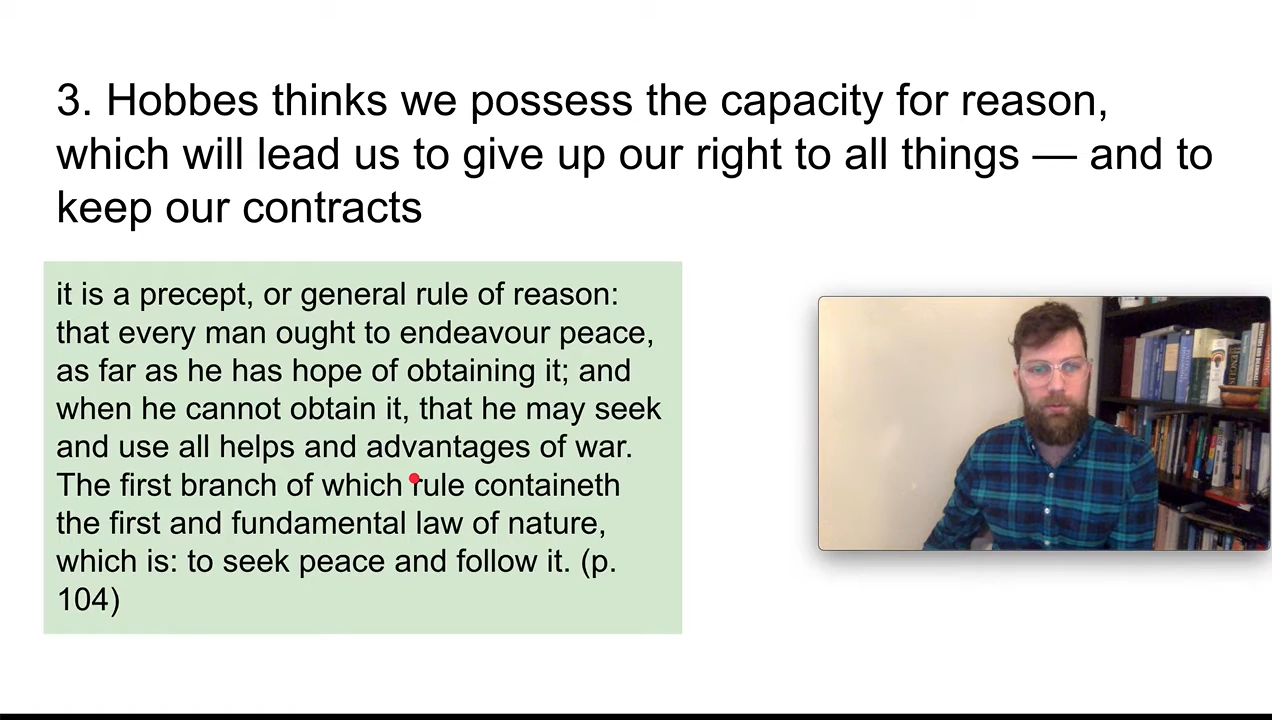 3. Hobbes thinks we possess the capacity for reason,
which will lead us to give up our right to all things — and to
keep our contracts
it is a precept, or general rule of reason:
that every man ought to endeavour peace,
as far as he has hope of obtaining it; and
when he cannot obtain it, that he may seek
and use all helps and advantages of war.
The first branch of which rule containeth
the first and fundamental law of nature,
which is: to seek peace and follow it. (p.
104)